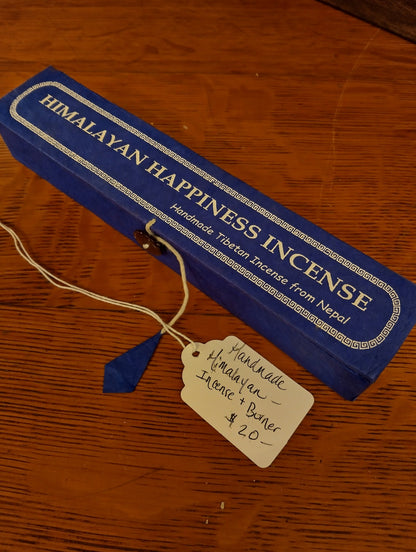 HIMALAYAN HAPPINESS INCENSE
Handmade Tibetan Incense from Nepal
Handmade
Himalayan –
Incense + Burner
$ 20 –